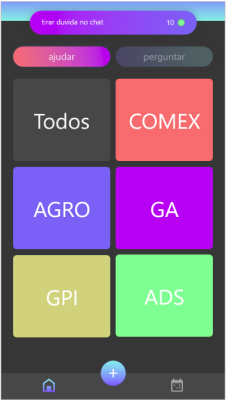 tirar duvida no chat 10
ajudar perguntar
Todos COMEX
AGRO GA
GPI ADS
+